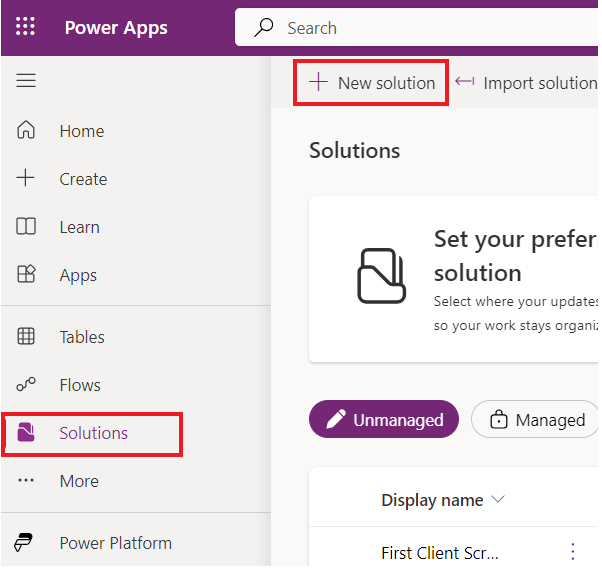 Power Apps
Search
New solution
Import solution
Home
Create
Learn
Apps
Tables
Flows
Solutions
More
Power Platform
Solutions
Set your prefer
solution
Select where your updates
so your work stays organiz
Unmanaged
Managed
Display name
First Client Scr...